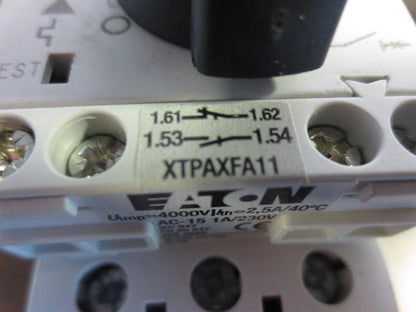 TEST
1.61 1.62
1.53 1.54
XTPAXFA11
EATON
Uimp=4000V Ith=2,5A/40°C
AC-15 1A/230V
CE